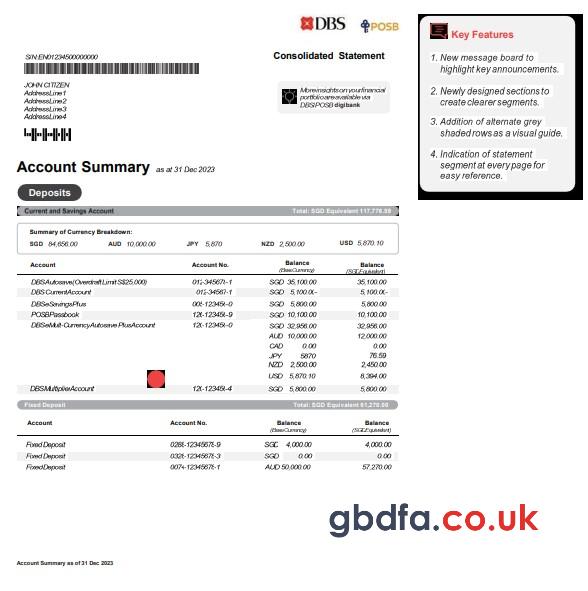 DBS POSB
S/N:EN01234500000000
Consolidated Statement
JOHN CITIZEN
AddressLine1
AddressLine2
AddressLine3
AddressLine4
More insights on your financial
portfolio are available via
DBS/POSB digibank
Account Summary as at 31 Dec 2023
Deposits
Current and Savings Account Total: SGD Equivalent 117,776.59
Summary of Currency Breakdown:
SGD 84,656.00 AUD 10,000.00 JPY 5,870 NZD 2,500.00 USD 5,870.10
Account Account No. Balance Balance
(Base Currency) (SGD Equivalent)
DBS Autosave (Overdraft Limit S$25,000) 012-34567-1 SGD 35,100.00 35,100.00
DBS Current Account 012-34567-1 SGD 5,100.00- 5,100.00-
DBS eSavings Plus 005-12345-0 SGD 5,800.00 5,800.00
POSB Passbook 126-12345-9 SGD 10,100.00 10,100.00
DBS eMulti-Currency Autosave Plus Account 120-12345-0 SGD 32,956.00 32,956.00
AUD 10,000.00 12,000.00
CAD 0.00 0.00
JPY 5870 76.59
NZD 2,500.00 2,450.00
USD 5,870.10 8,394.00
DBS Multiplier Account 120-12345-4 SGD 5,800.00 5,800.00
Fixed Deposit Total: SGD Equivalent 61,270.00
Account Account No. Balance Balance
(Base Currency) (SGD Equivalent)
Fixed Deposit 0288-1234567-9 SGD 4,000.00 4,000.00
Fixed Deposit 0328-1234567-3 SGD 0.00 0.00
Fixed Deposit 0074-1234567-1 AUD 50,000.00 57,270.00
Account Summary as of 31 Dec 2023
Key Features
1. New message board to
highlight key announcements.
2. Newly designed sections to
create clearer segments.
3. Addition of alternate grey
shaded rows as a visual guide.
4. Indication of statement
segment at every page for
easy reference.
gbdfa.co.uk